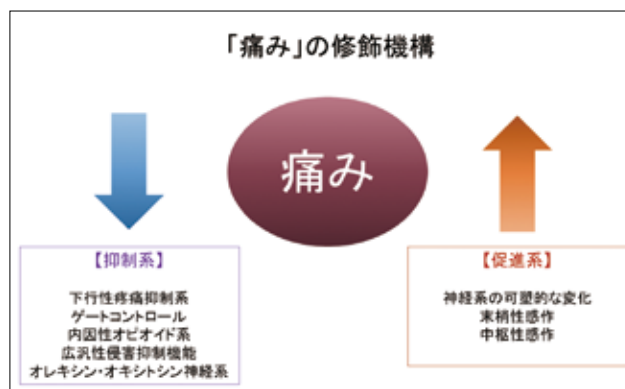 「痛み」の修飾機構
痛み
【抑制系】
下行性疼痛抑制系
ゲートコントロール
内因性オピオイド系
広汎性侵害抑制機能
オレキシン・オキシトシン神経系
【促進系】
神経系の可塑的な変化
末梢性感作
中枢性感作